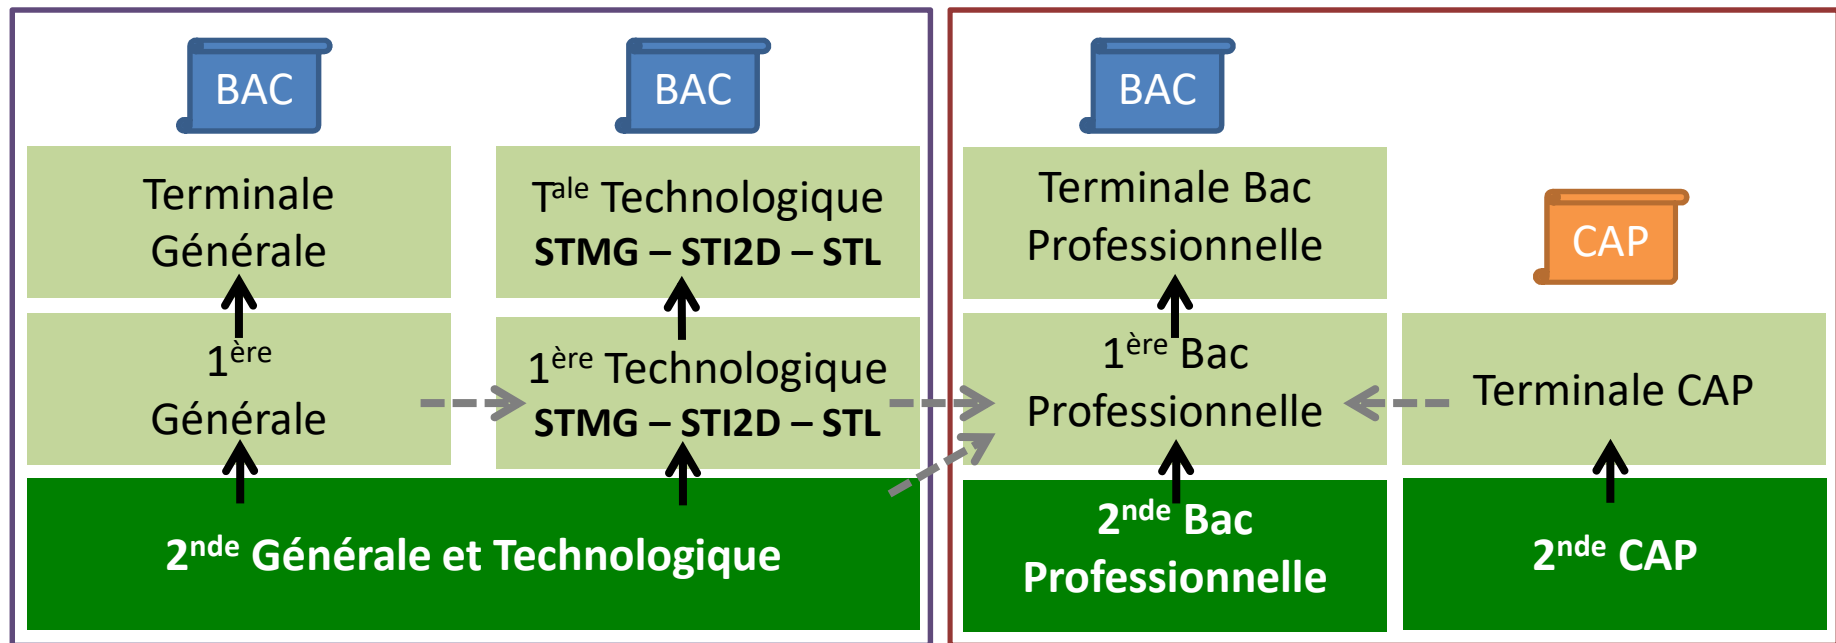 BAC
BAC
BAC
CAP
Terminale
Générale
Tale Technologique
STMG – STI2D – STL
Terminale Bac
Professionnelle
1ère
Générale
1ère Technologique
STMG – STI2D – STL
1ère Bac
Professionnelle
Terminale CAP
2nde Générale et Technologique
2nde Bac
Professionnelle
2nde CAP